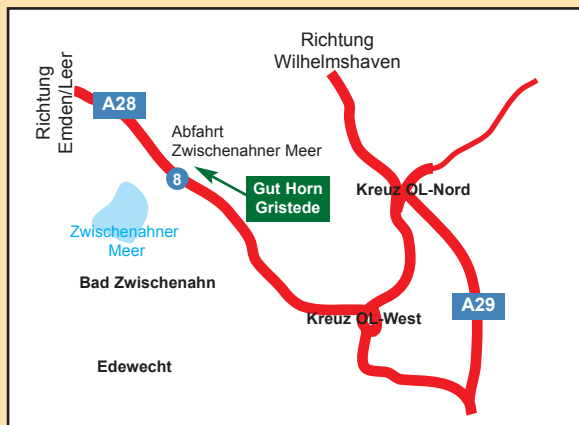 Richtung
Wilhelmshaven
Richtung
Emden/Leer
A28
Abfahrt
Zwischenahner Meer
8
Gut Horn
Gristede
Kreuz OL-Nord
Zwischenahner
Meer
Bad Zwischenahn
A29
Kreuz OL-West
Edewecht